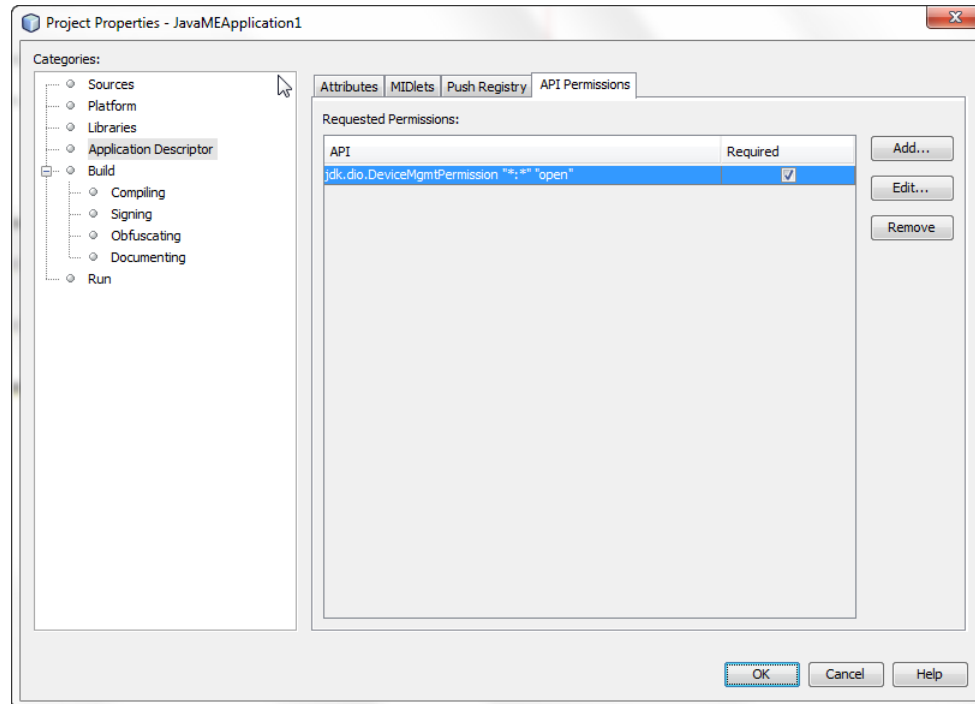 Project Properties - JavaMEApplication1
Categories:
Sources
Platform
Libraries
Application Descriptor
Build
Compiling
Signing
Obfuscating
Documenting
Run
Attributes MIDlets Push Registry API Permissions
Requested Permissions:
API Required
jdk.dio.DeviceMgmtPermission "*:*" "open"
Add...
Edit...
Remove
OK Cancel Help